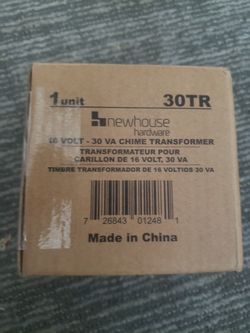 1 unit 30TR
newhouse
hardware
16 VOLT - 30 VA CHIME TRANSFORMER
TRANSFORMATEUR POUR
CARILLON DE 16 VOLT, 30 VA
TIMBRE TRANSFORMADOR DE 16 VOLTIOS 30 VA
7 26843 01248 1
Made in China